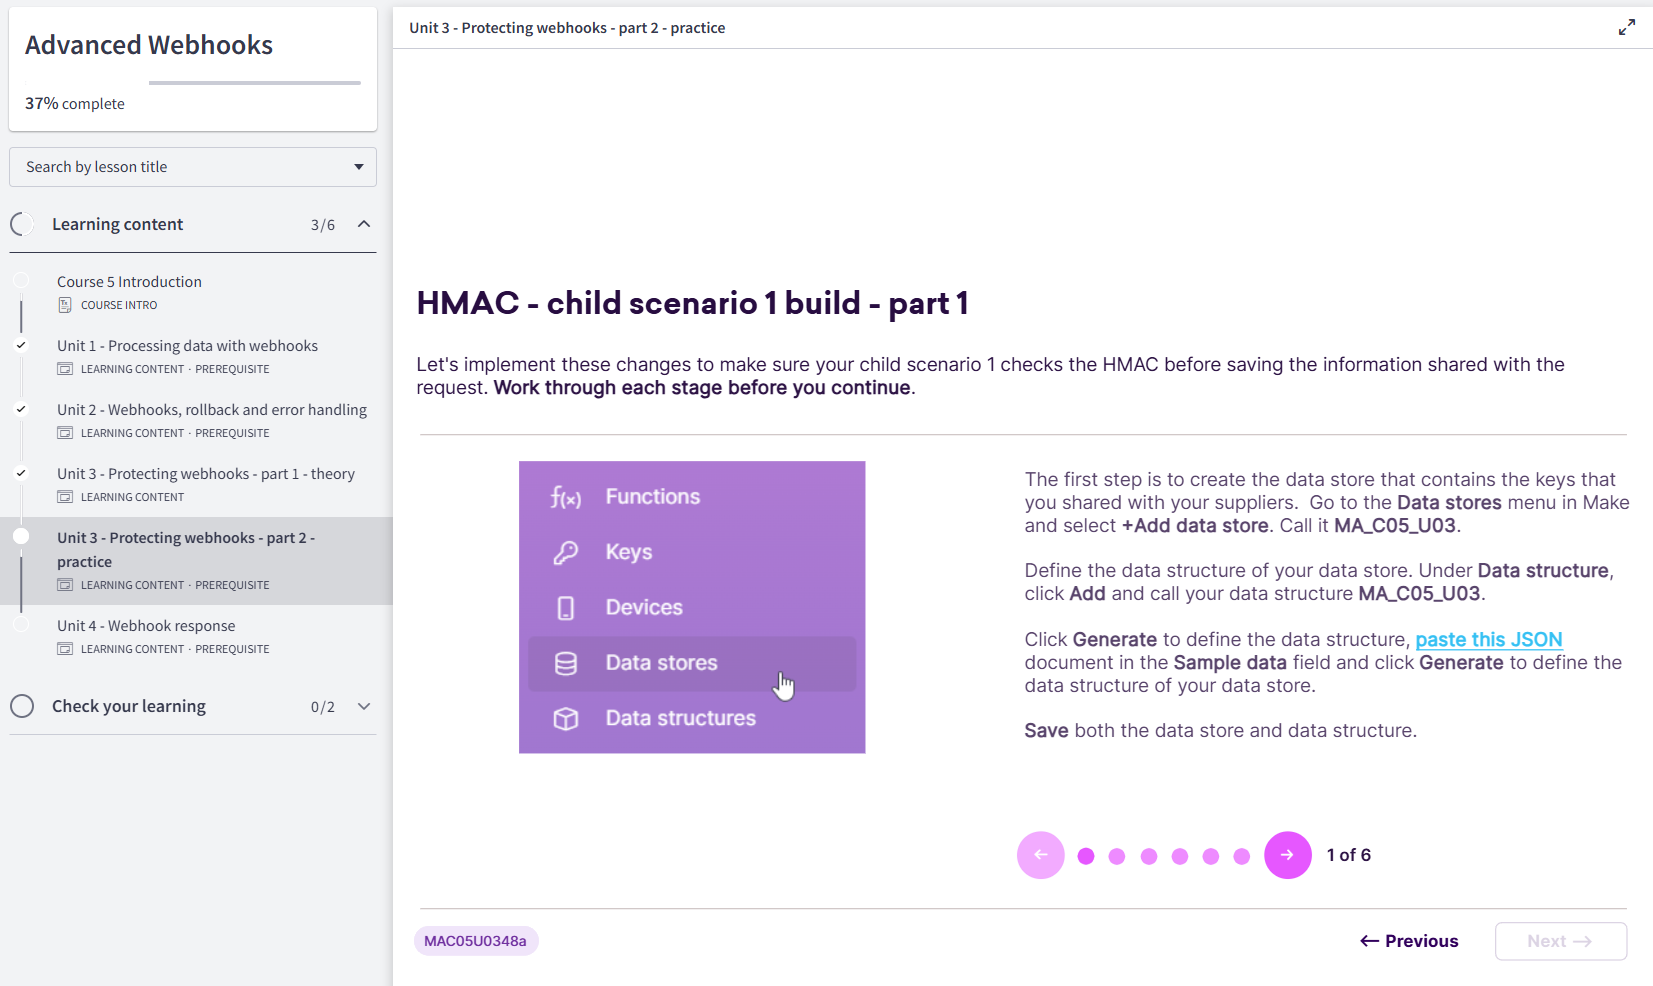 Advanced Webhooks
37% complete
Search by lesson title
Learning content 3/6
Course 5 Introduction
COURSE INTRO
Unit 1 - Processing data with webhooks
LEARNING CONTENT · PREREQUISITE
Unit 2 - Webhooks, rollback and error handling
LEARNING CONTENT · PREREQUISITE
Unit 3 - Protecting webhooks - part 1 - theory
LEARNING CONTENT
Unit 3 - Protecting webhooks - part 2 -
practice
LEARNING CONTENT · PREREQUISITE
Unit 4 - Webhook response
LEARNING CONTENT · PREREQUISITE
Check your learning 0/2
Unit 3 - Protecting webhooks - part 2 - practice
HMAC - child scenario 1 build - part 1
Let's implement these changes to make sure your child scenario 1 checks the HMAC before saving the information shared with the
request. Work through each stage before you continue.
f(x) Functions
Keys
Devices
Data stores
Data structures
The first step is to create the data store that contains the keys that
you shared with your suppliers. Go to the Data stores menu in Make
and select +Add data store. Call it MA_C05_U03.
Define the data structure of your data store. Under Data structure,
click Add and call your data structure MA_C05_U03.
Click Generate to define the data structure, paste this JSON
document in the Sample data field and click Generate to define the
data structure of your data store.
Save both the data store and data structure.
← → 1 of 6
MAC05U0348a
← Previous
Next →